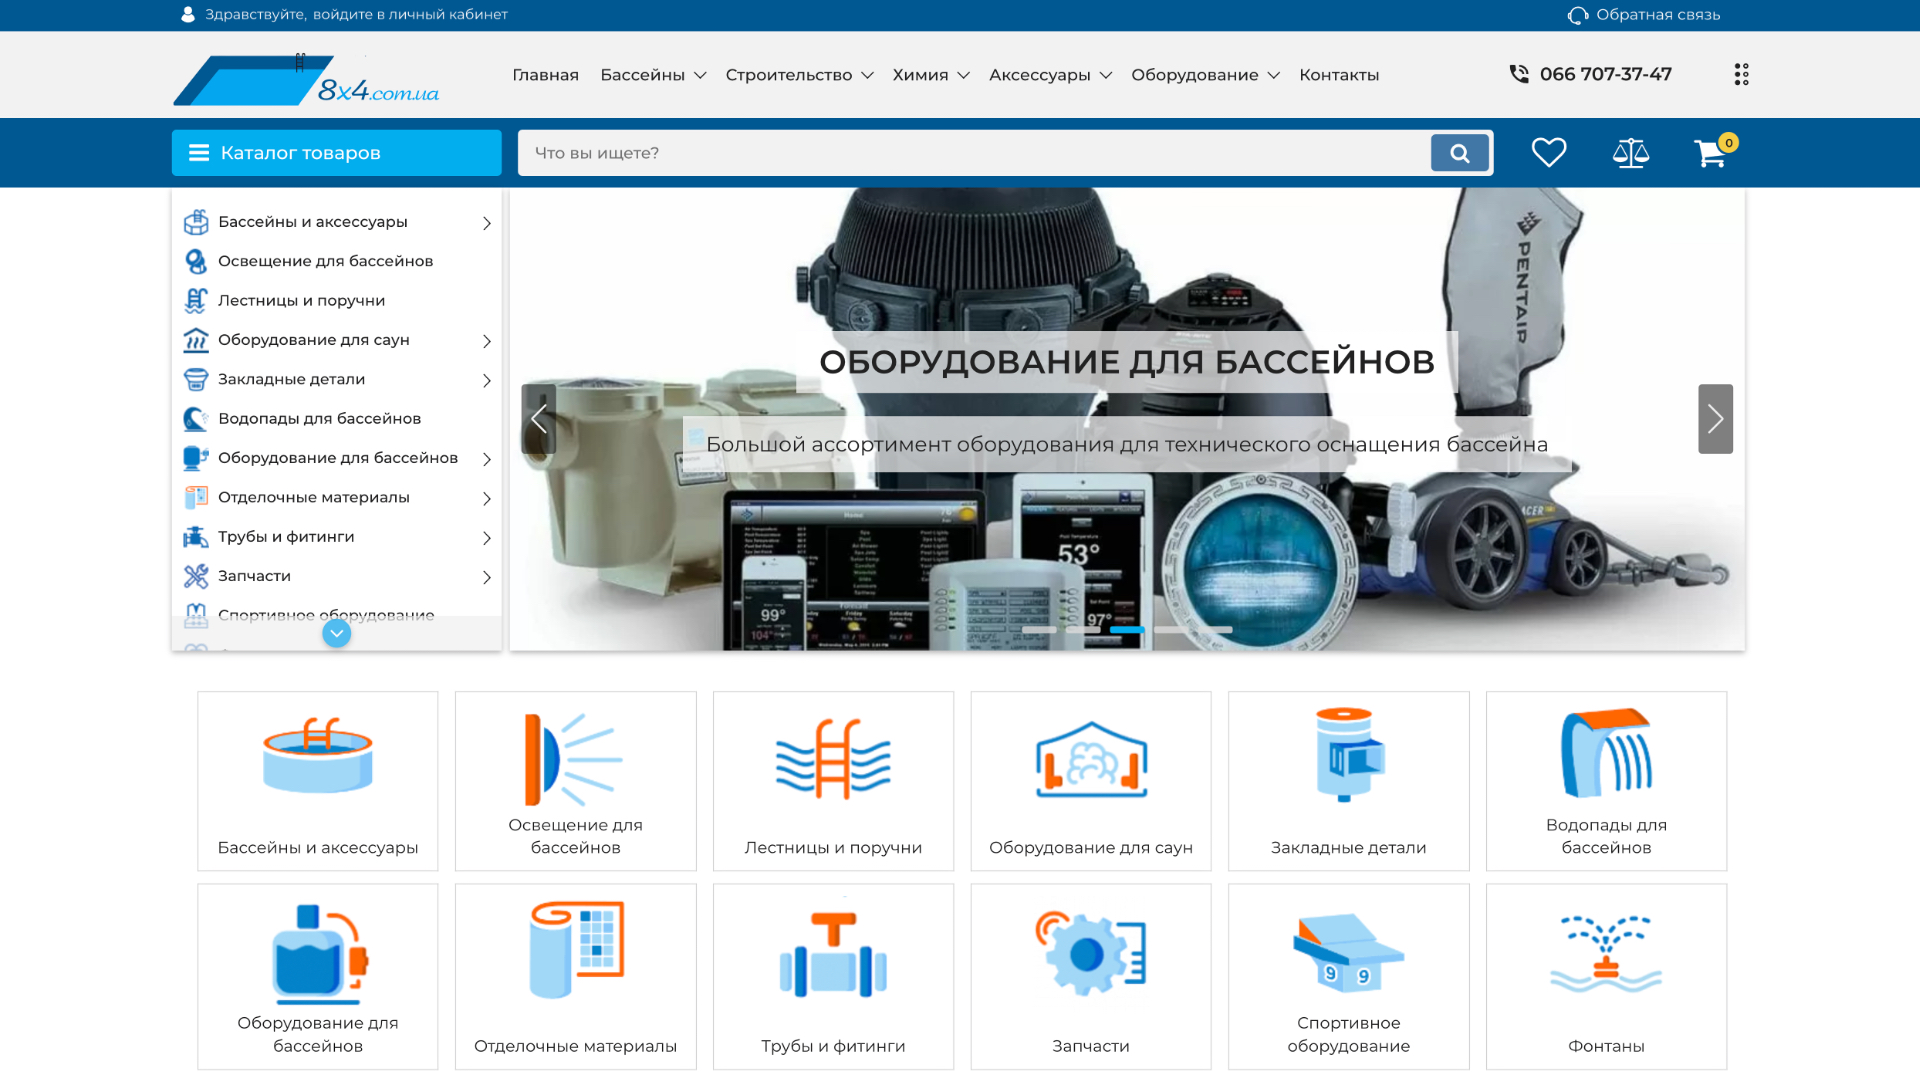 Здравствуйте, войдите в личный кабинет
Обратная связь
8x4.com.ua
Главная
Бассейны
Строительство
Химия
Аксессуары
Оборудование
Контакты
066 707-37-47
Каталог товаров
Что вы ищете?
0
Бассейны и аксессуары
Освещение для бассейнов
Лестницы и поручни
Оборудование для саун
Закладные детали
Водопады для бассейнов
Оборудование для бассейнов
Отделочные материалы
Трубы и фитинги
Запчасти
Спортивное оборудование
PENTAIR
ОБОРУДОВАНИЕ ДЛЯ БАССЕЙНОВ
Большой ассортимент оборудования для технического оснащения бассейна
Home
76
53°
99°
104°
97°
Бассейны и аксессуары
Освещение для
бассейнов
Лестницы и поручни
Оборудование для саун
Закладные детали
Водопады для
бассейнов
Оборудование для
бассейнов
Отделочные материалы
Трубы и фитинги
Запчасти
9 9
Спортивное
оборудование
Фонтаны